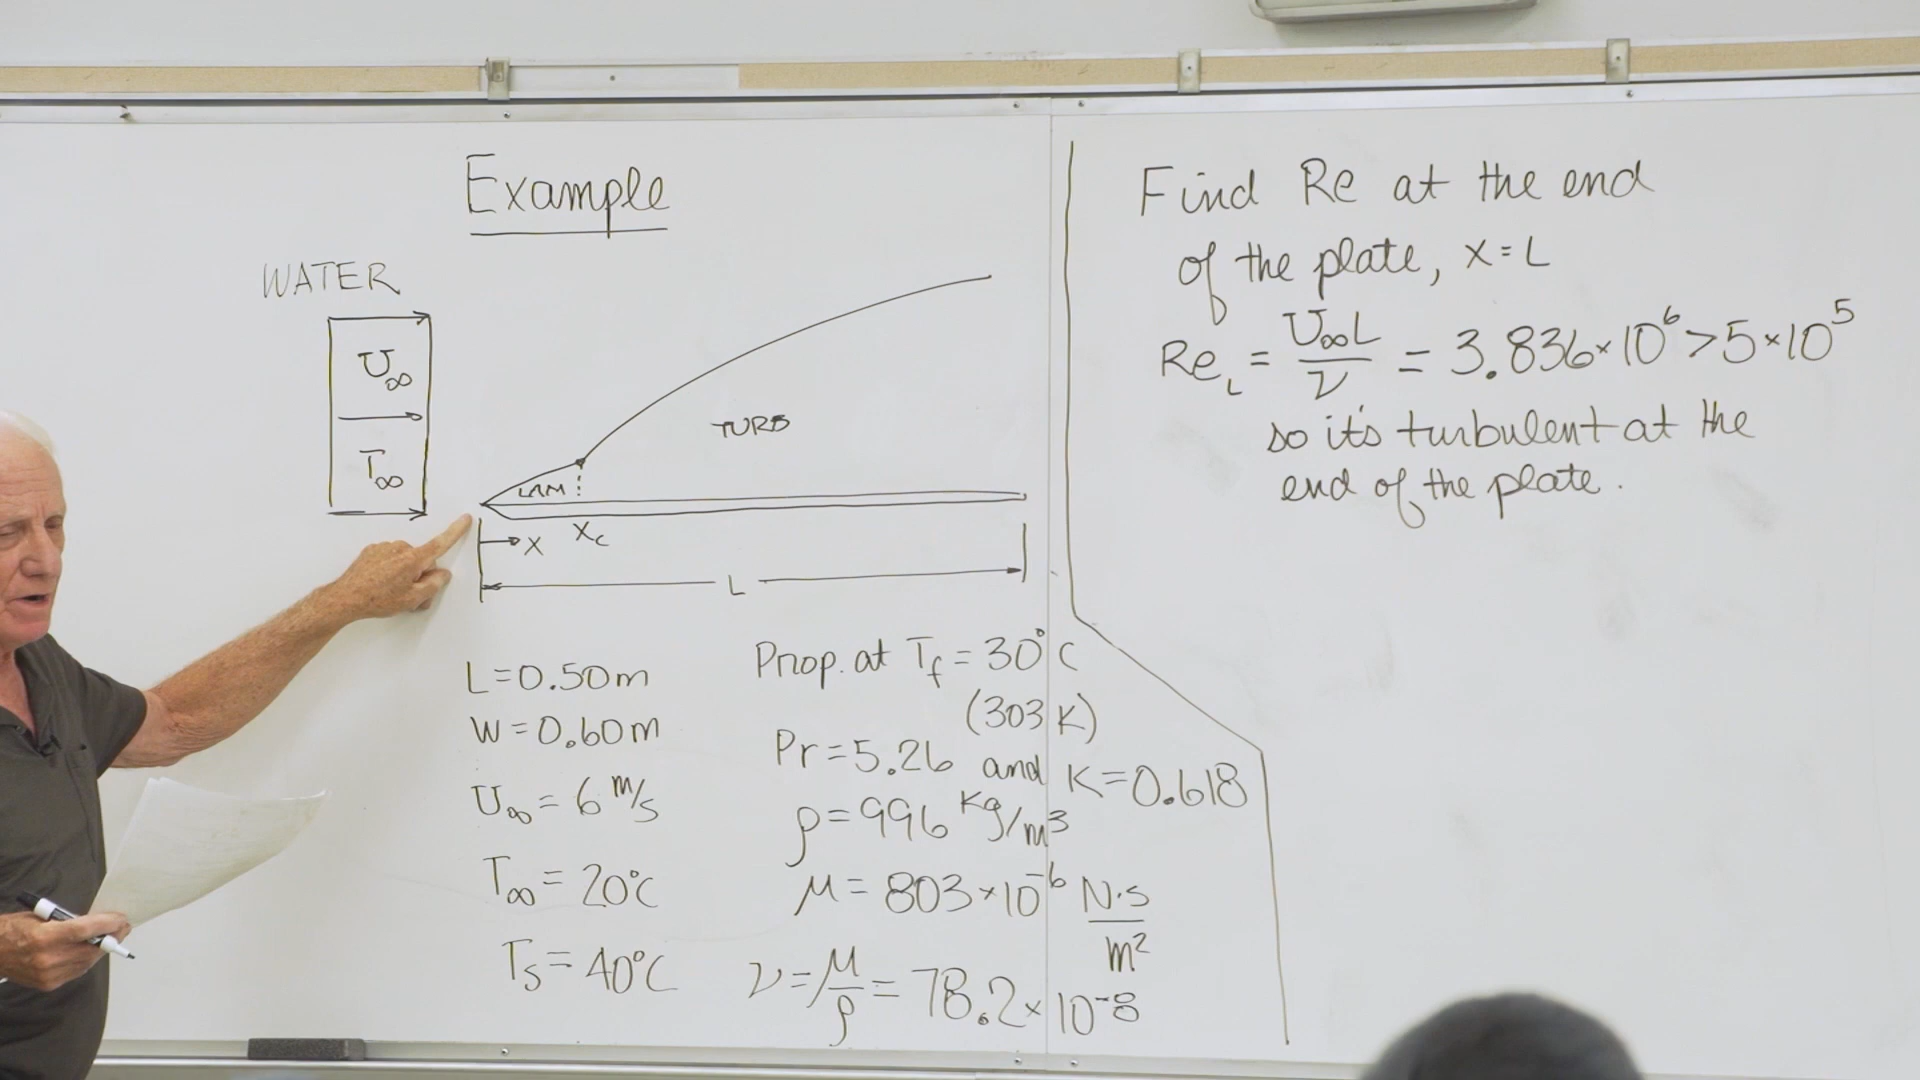 Example
WATER
U∞
T∞
TURB
LAM
X
Xc
L
L=0.50m
W=0.60m
U∞=6 m/s
T∞=20°C
Ts=40°C
Prop. at Tf=30°C
(303 K)
Pr=5.26 and K=0.618
ρ=996 Kg/m³
μ=803×10⁻⁶ N·s/m²
ν=μ/ρ=78.2×10⁻⁸
Find Re at the end
of the plate, x=L
Re_L = U∞L/ν = 3.836×10⁶>5×10⁵
so it's turbulent at the
end of the plate.